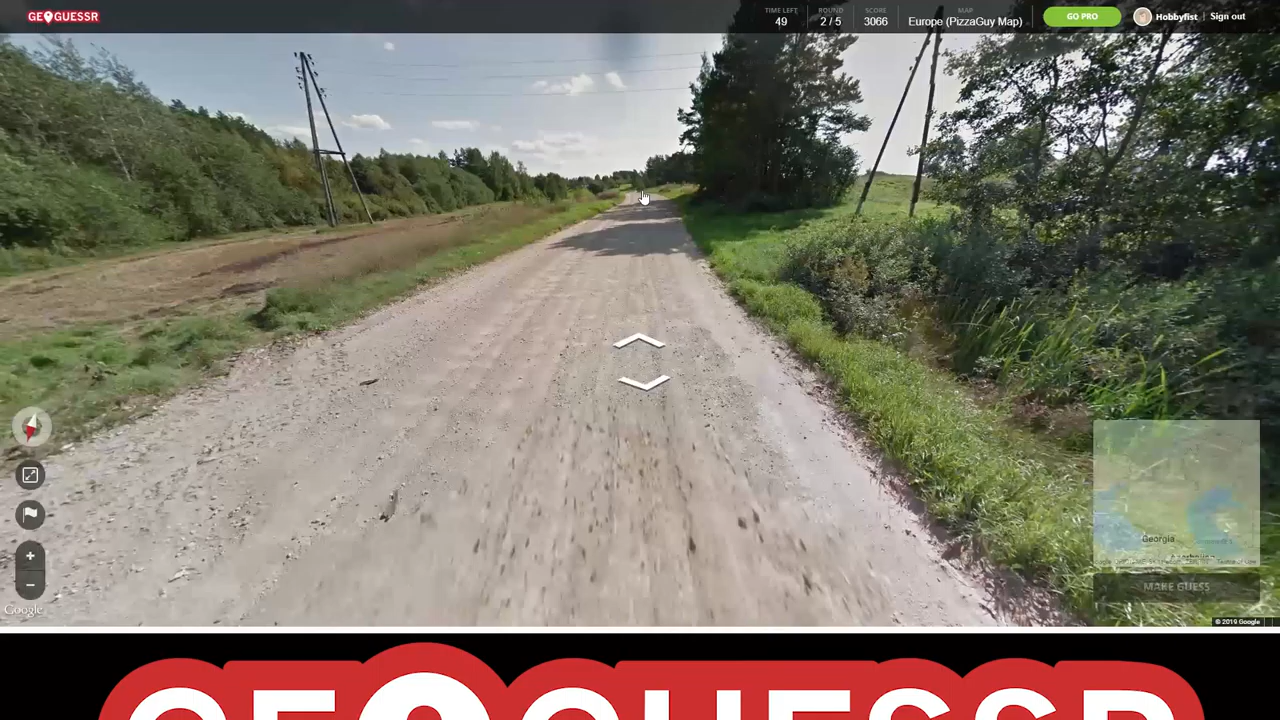 GEOGUESSR
TIME LEFT
49
ROUND
2 / 5
SCORE
3066
MAP
Europe (PizzaGuy Map)
GO PRO
Hobbyfist
Sign out
Georgia
MAKE GUESS
Google
© 2019 Google
GEOGUESSR